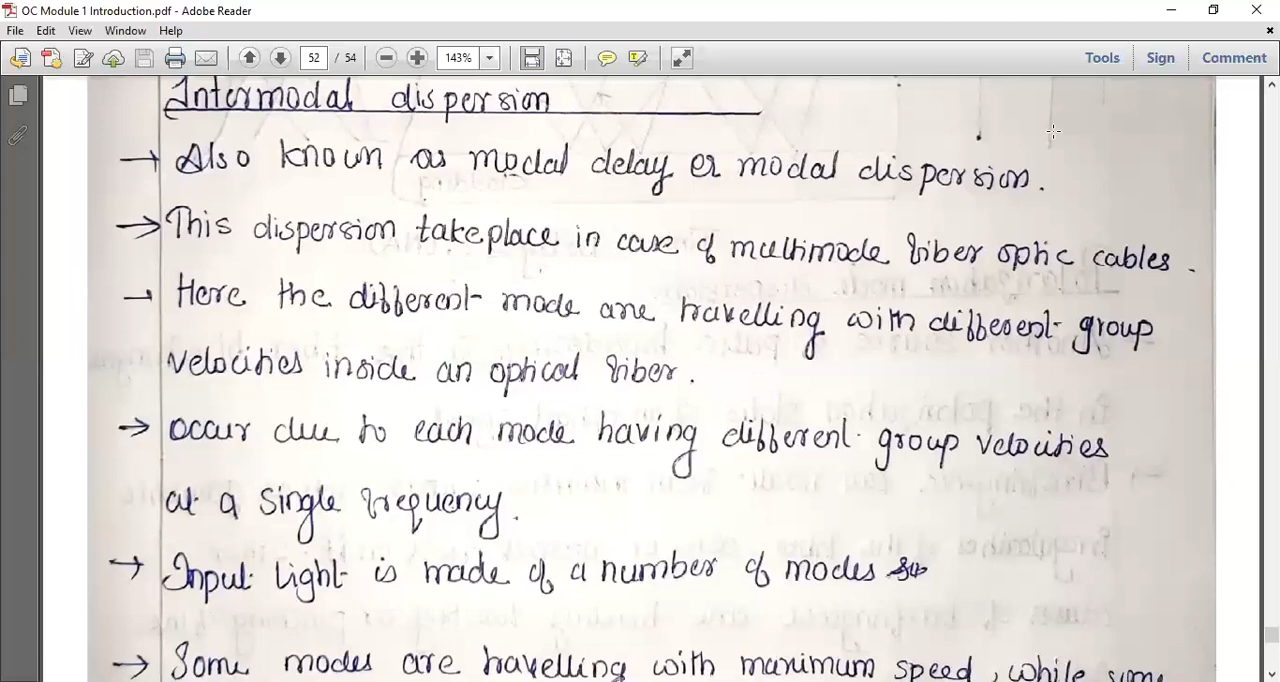 OC Module 1 Introduction.pdf - Adobe Reader
File Edit View Window Help
52 / 54 143% Tools Sign Comment
Intermodal dispersion
→ Also known as modal delay or modal dispersion.
→ This dispersion takeplace in case of multimode fiber optic cables.
→ Here the different mode are travelling with different group
velocities inside an optical fiber.
→ occur due to each mode having different group velocities
at a single frequency.
→ Input light is made of a number of modes
→ Some modes are travelling with maximum speed, while some